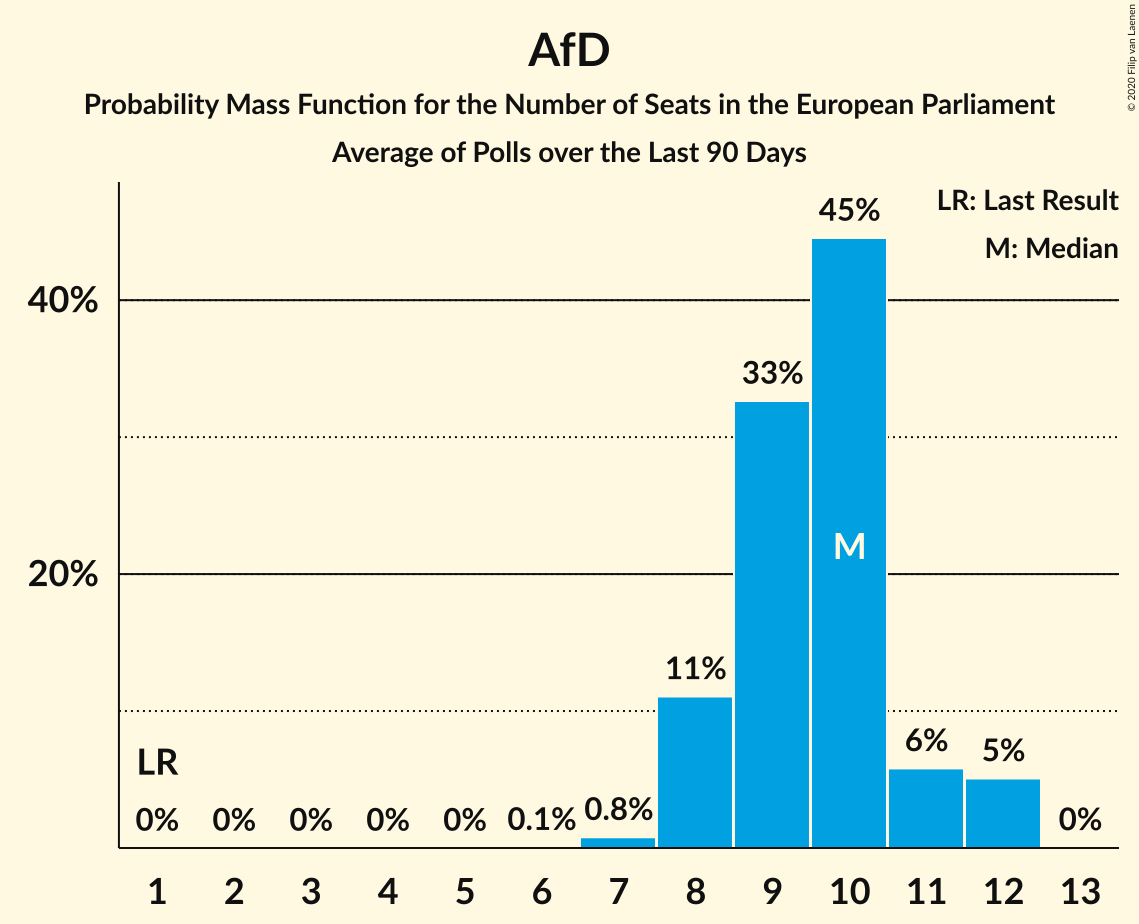 AfD
Probability Mass Function for the Number of Seats in the European Parliament
Average of Polls over the Last 90 Days
© 2020 Filip van Laenen
LR: Last Result
M: Median
45%
40%
33%
M
20%
11%
LR
6%
5%
0%
0%
0%
0%
0%
0.1%
0.8%
0%
1 2 3 4 5 6 7 8 9 10 11 12 13